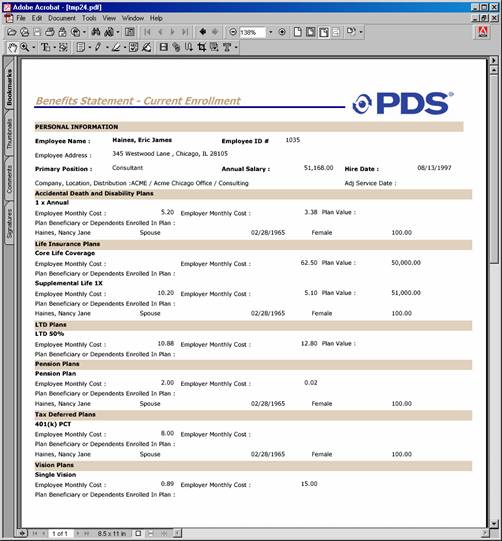 Adobe Acrobat - [tmp24.pdf]
File Edit Document Tools View Window Help
138%
Bookmarks
Thumbnails
Comments
Signatures
Benefits Statement - Current Enrollment
PDS®
PERSONAL INFORMATION
Employee Name : Haines, Eric James Employee ID # 1035
Employee Address : 345 Westwood Lane , Chicago, IL 28105
Primary Position : Consultant Annual Salary : 51,168.00 Hire Date : 08/13/1997
Company, Location, Distribution :ACME / Acme Chicago Office / Consulting Adj Service Date :
Accidental Death and Disability Plans
1 x Annual
Employee Monthly Cost : 5.20 Employer Monthly Cost : 3.38 Plan Value :
Plan Beneficiary or Dependents Enrolled In Plan :
Haines, Nancy Jane Spouse 02/28/1965 Female 100.00
Life Insurance Plans
Core Life Coverage
Employee Monthly Cost : Employer Monthly Cost : 62.50 Plan Value : 50,000.00
Supplemental Life 1X
Employee Monthly Cost : 10.20 Employer Monthly Cost : 5.10 Plan Value : 51,000.00
Plan Beneficiary or Dependents Enrolled In Plan :
Haines, Nancy Jane Spouse 02/28/1965 Female 100.00
LTD Plans
LTD 50%
Employee Monthly Cost : 10.88 Employer Monthly Cost : 12.80 Plan Value :
Plan Beneficiary or Dependents Enrolled In Plan :
Pension Plans
Pension Plan
Employee Monthly Cost : 2.00 Employer Monthly Cost : 0.02
Plan Beneficiary or Dependents Enrolled In Plan :
Haines, Nancy Jane Spouse 02/28/1965 Female 100.00
Tax Deferred Plans
401(k) PCT
Employee Monthly Cost : 8.00 Employer Monthly Cost :
Plan Beneficiary or Dependents Enrolled In Plan :
Haines, Nancy Jane Spouse 02/28/1965 Female 100.00
Vision Plans
Single Vision
Employee Monthly Cost : 0.89 Employer Monthly Cost : 15.00
Plan Beneficiary or Dependents Enrolled In Plan :
1 of 1 8.5 x 11 in